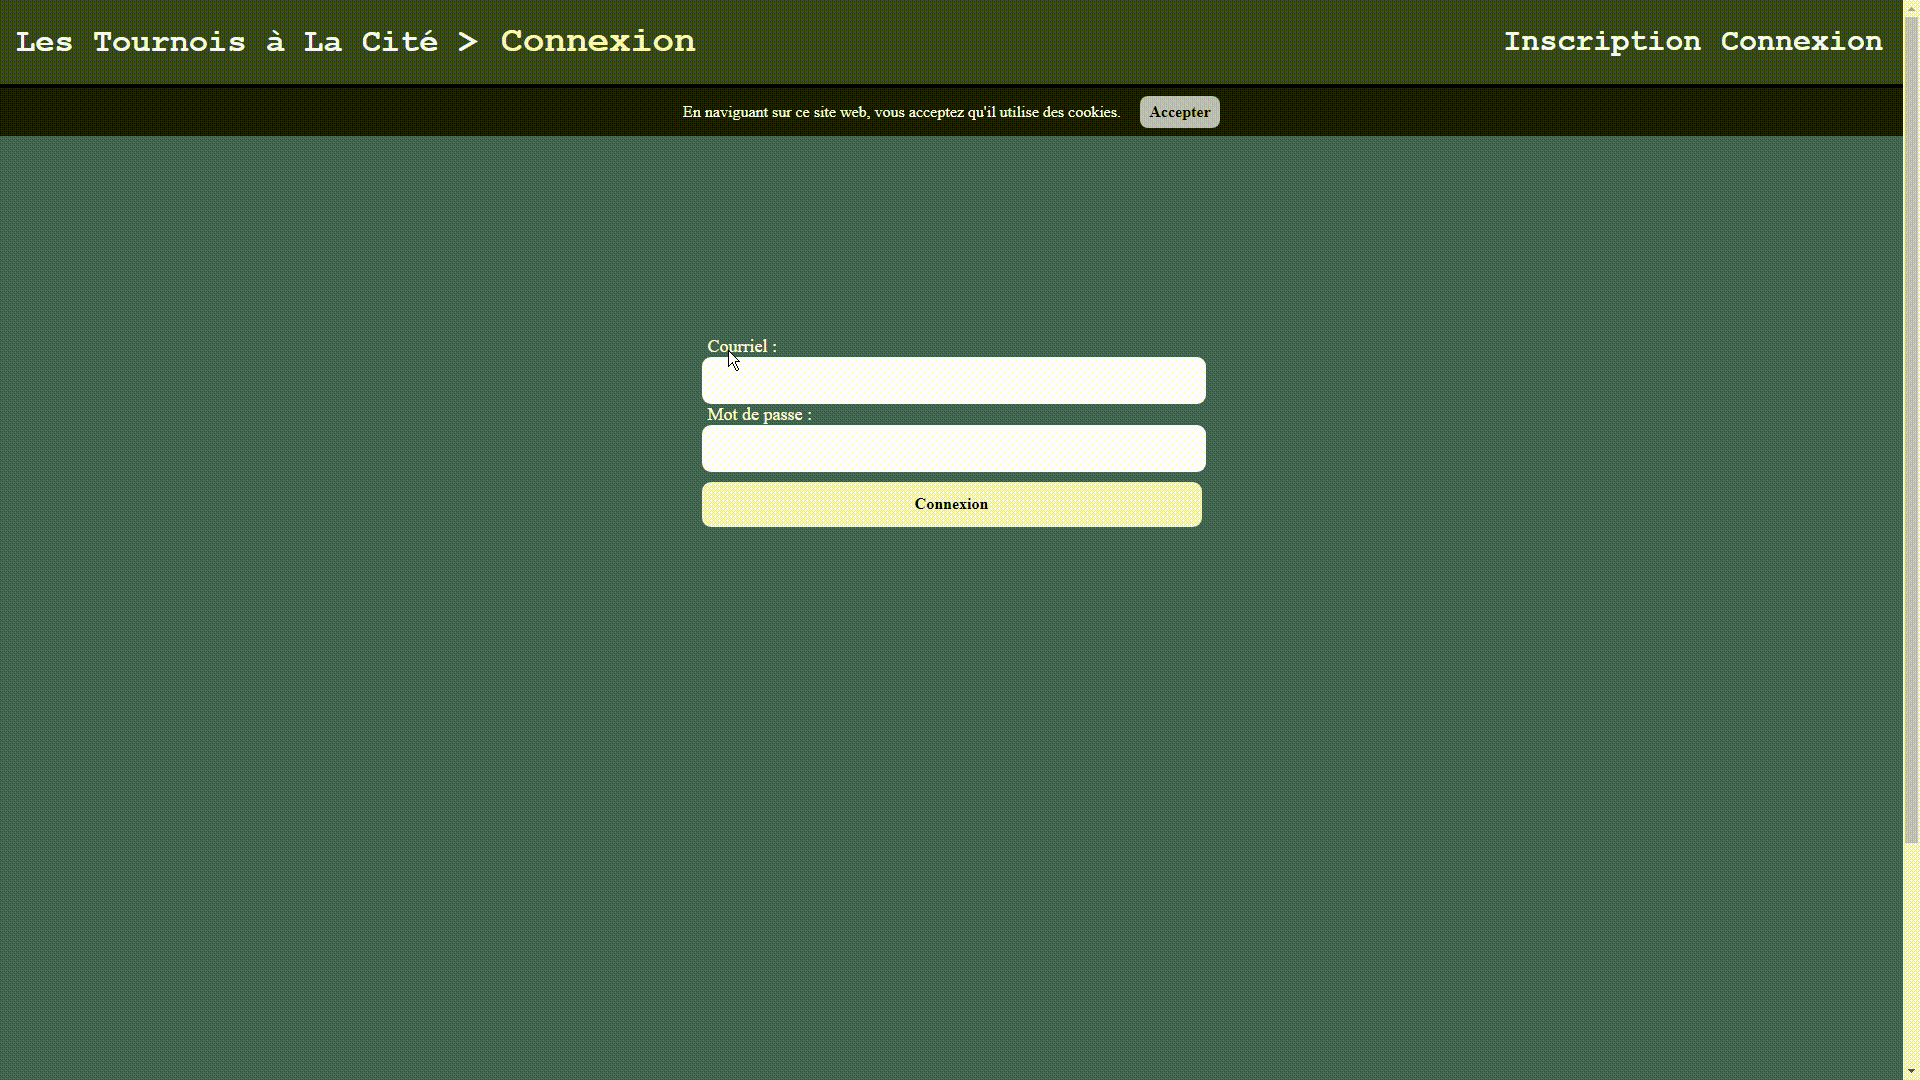 Les Tournois à La Cité > Connexion
Inscription Connexion
En naviguant sur ce site web, vous acceptez qu'il utilise des cookies. Accepter
Courriel :
Mot de passe :
Connexion